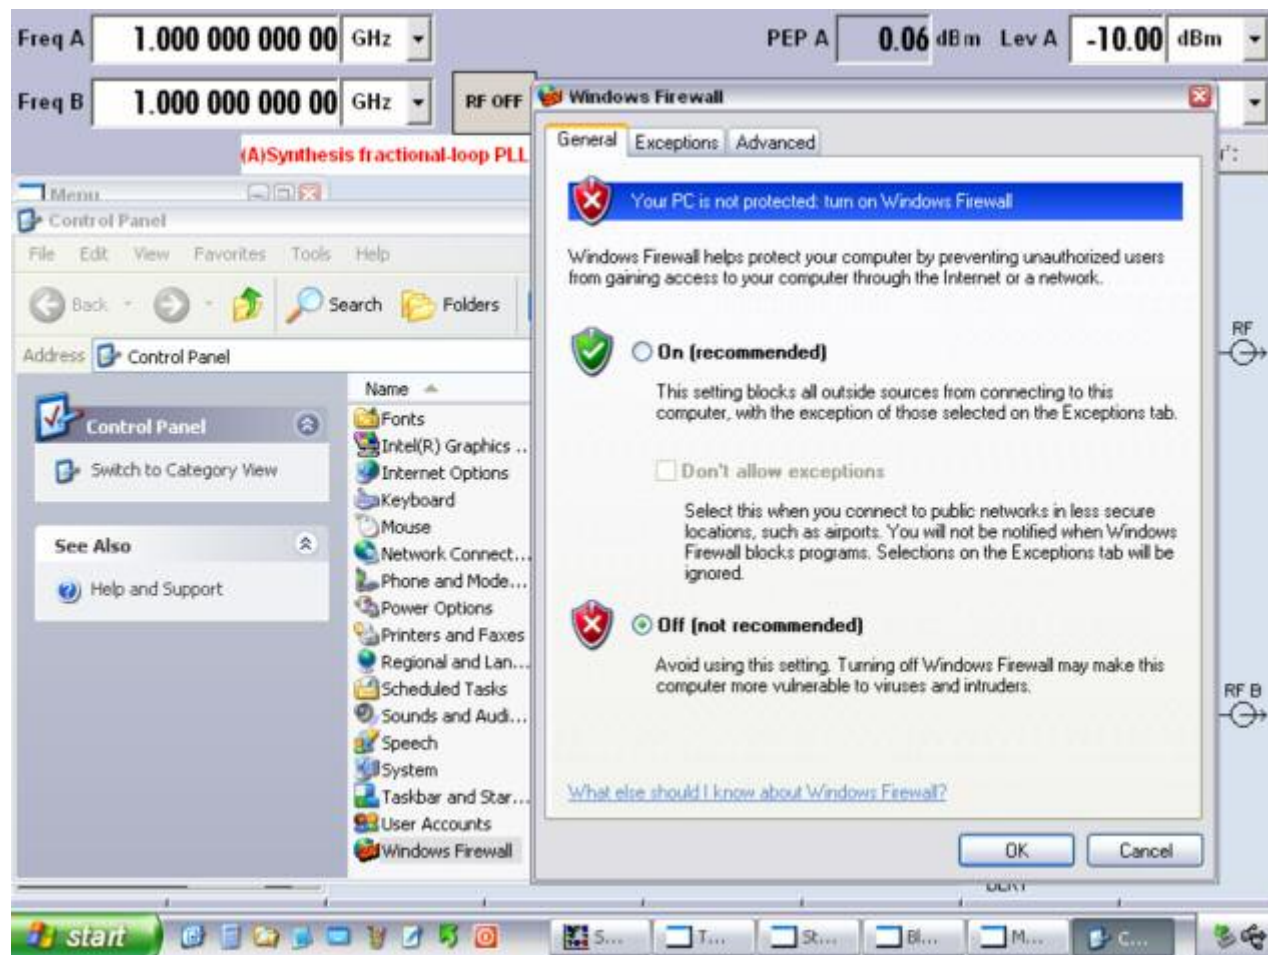 Freq A 1.000 000 000 00 GHz PEP A 0.06 dBm Lev A -10.00 dBm
Freq B 1.000 000 000 00 GHz RF OFF
Windows Firewall
(A)Synthesis fractional-loop PLL
Menu
Control Panel
File Edit View Favorites Tools Help
Back Search Folders
Address Control Panel
Control Panel
Switch to Category View
See Also
Help and Support
Name
Fonts
Intel(R) Graphics ...
Internet Options
Keyboard
Mouse
Network Connect...
Phone and Mode...
Power Options
Printers and Faxes
Regional and Lan...
Scheduled Tasks
Sounds and Audi...
Speech
System
Taskbar and Star...
User Accounts
Windows Firewall
General Exceptions Advanced
Your PC is not protected: turn on Windows Firewall
Windows Firewall helps protect your computer by preventing unauthorized users
from gaining access to your computer through the Internet or a network.
On (recommended)
This setting blocks all outside sources from connecting to this
computer, with the exception of those selected on the Exceptions tab.
Don't allow exceptions
Select this when you connect to public networks in less secure
locations, such as airports. You will not be notified when Windows
Firewall blocks programs. Selections on the Exceptions tab will be
ignored.
Off (not recommended)
Avoid using this setting. Turning off Windows Firewall may make this
computer more vulnerable to viruses and intruders.
What else should I know about Windows Firewall?
OK Cancel
RF
RF B
start S... T... St... Bl... M... C...